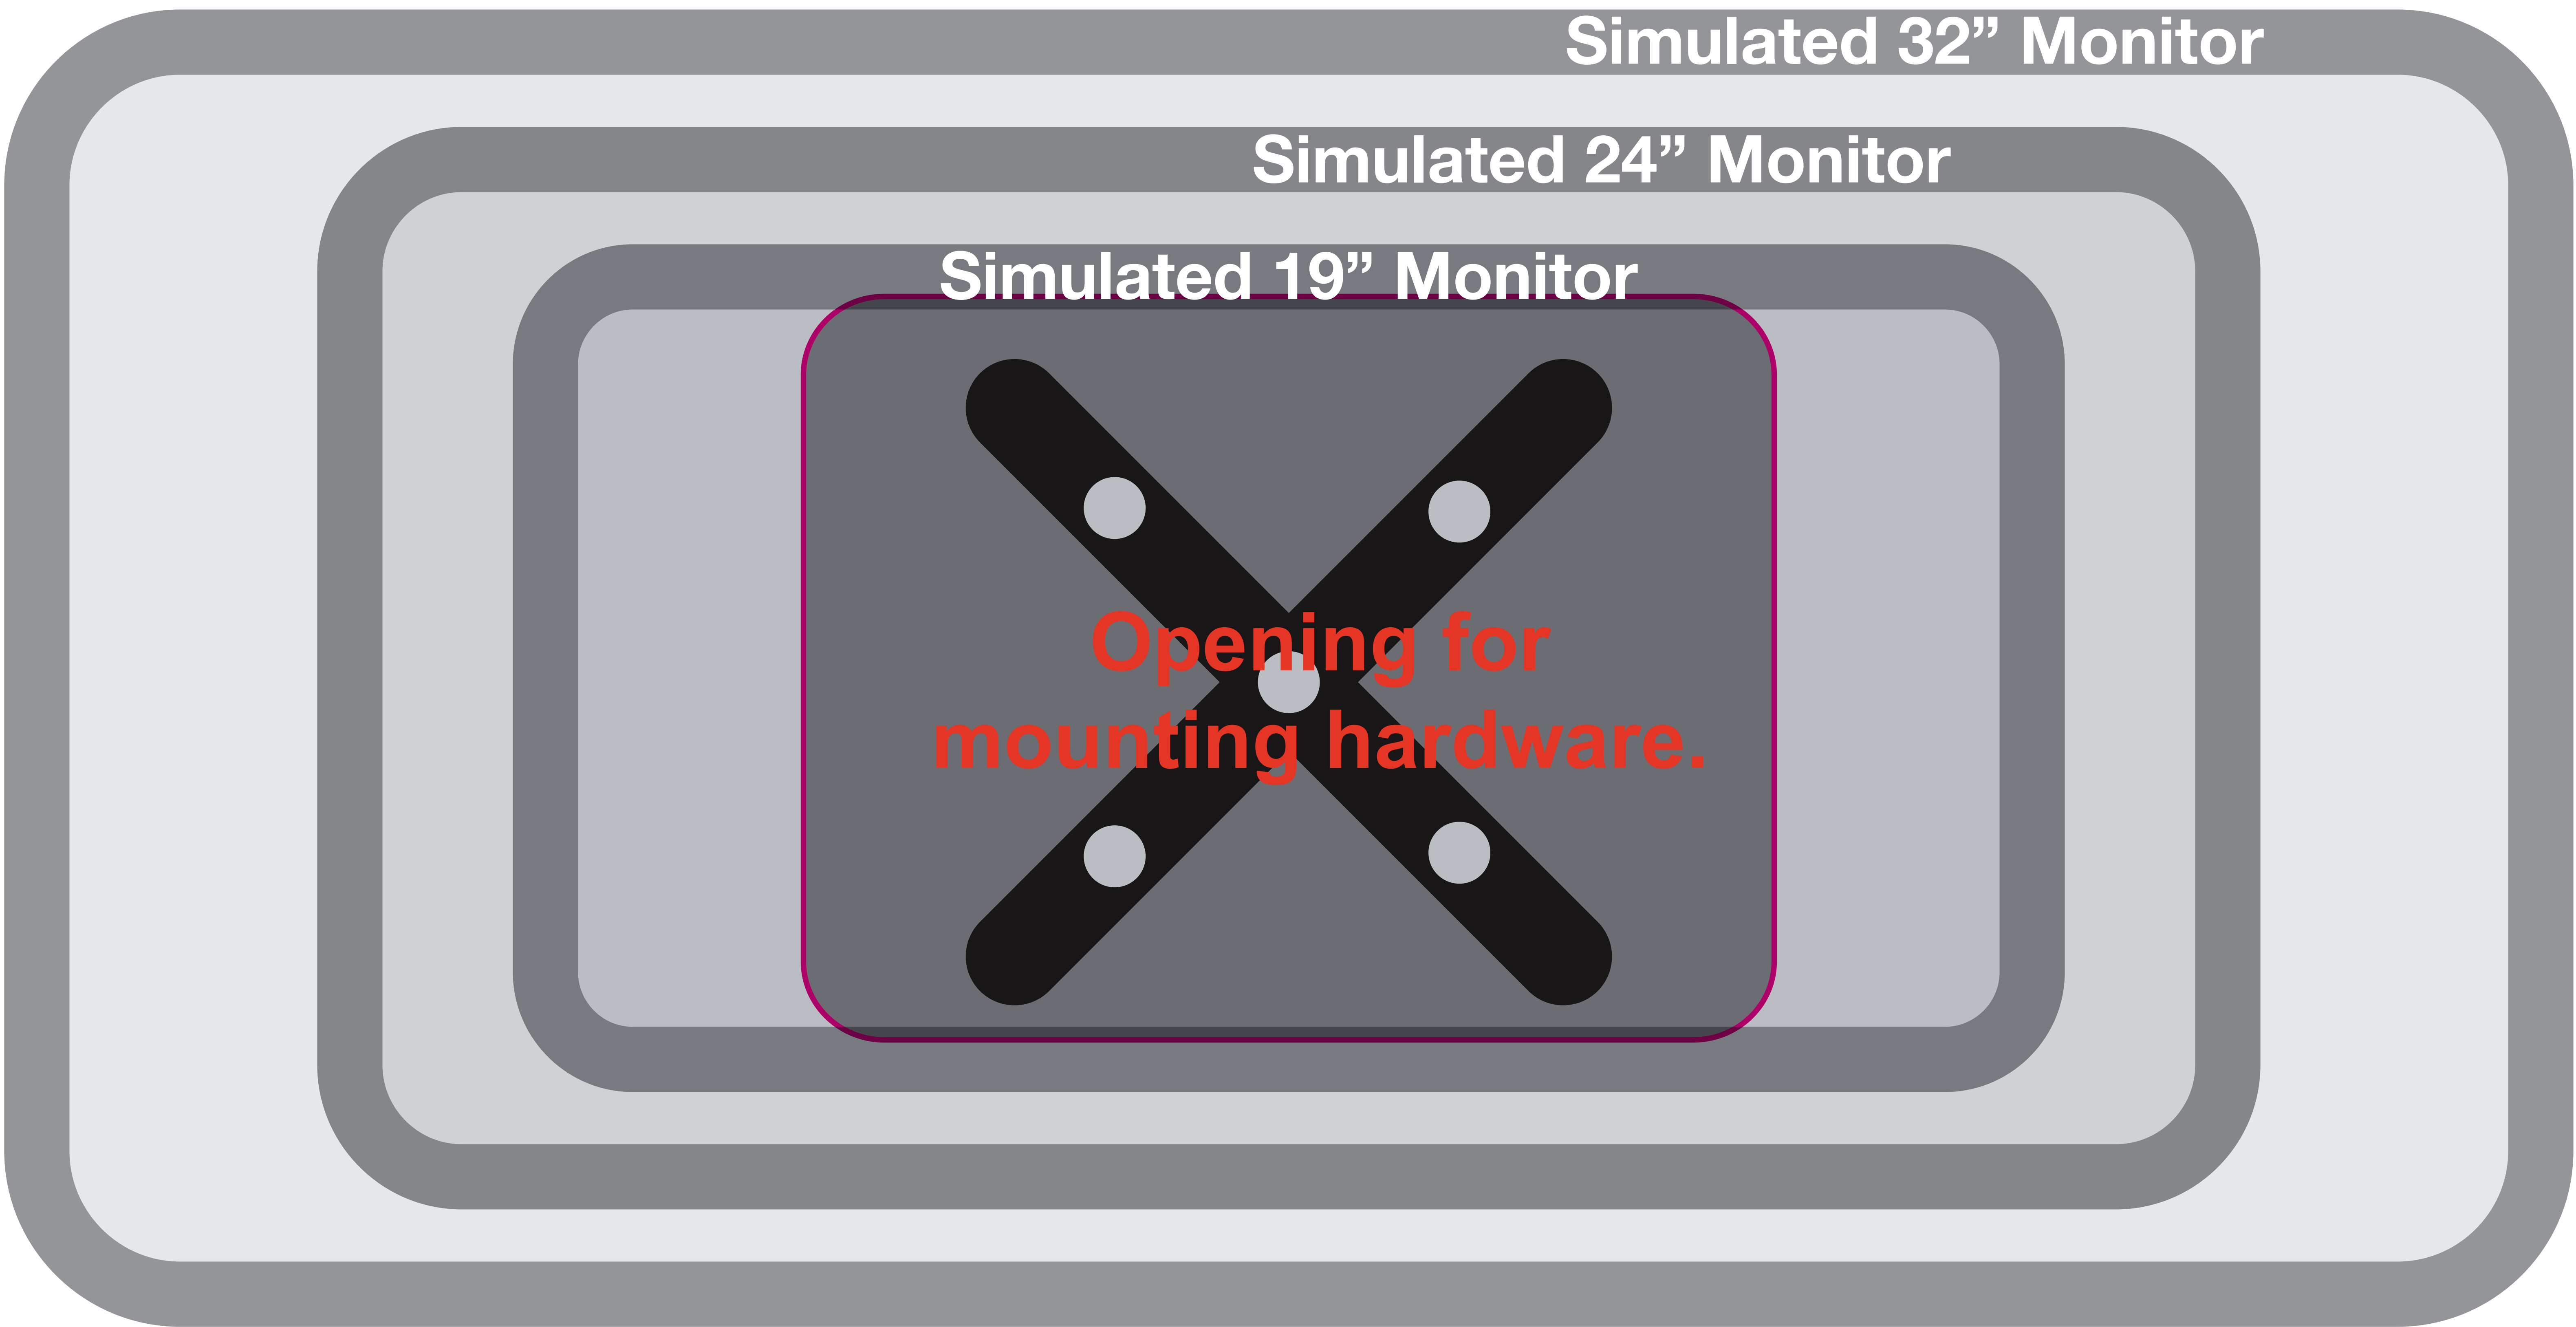 Simulated 32” Monitor
Simulated 24” Monitor
Simulated 19” Monitor
Opening for
mounting hardware.